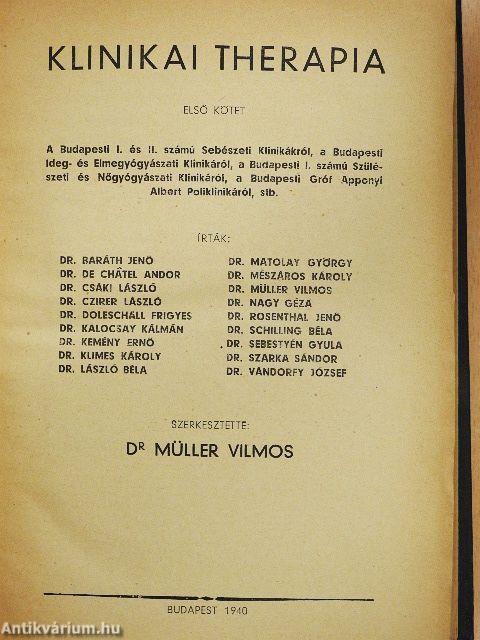 KLINIKAI THERAPIA
ELSŐ KÖTET
A Budapesti I. és II. számú Sebészeti Klinikákról, a Budapesti
Ideg- és Elmegyógyászati Klinikáról, a Budapesti I. számú Szülé-
szeti és Nőgyógyászati Klinikáról, a Budapesti Gróf Apponyi
Albert Poliklinikáról, stb.
ÍRTÁK:
DR. BARÁTH JENŐ
DR. DE CHÂTEL ANDOR
DR. CSÁKI LÁSZLÓ
DR. CZIRER LÁSZLÓ
DR. DOLESCHALL FRIGYES
DR. KALOCSAY KÁLMÁN
DR. KEMÉNY ERNŐ
DR. KLIMES KÁROLY
DR. LÁSZLÓ BÉLA
DR. MATOLAY GYÖRGY
DR. MÉSZÁROS KÁROLY
DR. MÜLLER VILMOS
DR. NAGY GÉZA
DR. ROSENTHAL JENŐ
DR. SCHILLING BÉLA
DR. SEBESTYÉN GYULA
DR. SZARKA SÁNDOR
DR. VÁNDORFY JÓZSEF
SZERKESZTETTE:
DR MÜLLER VILMOS
BUDAPEST 1940
Antikvárium.hu